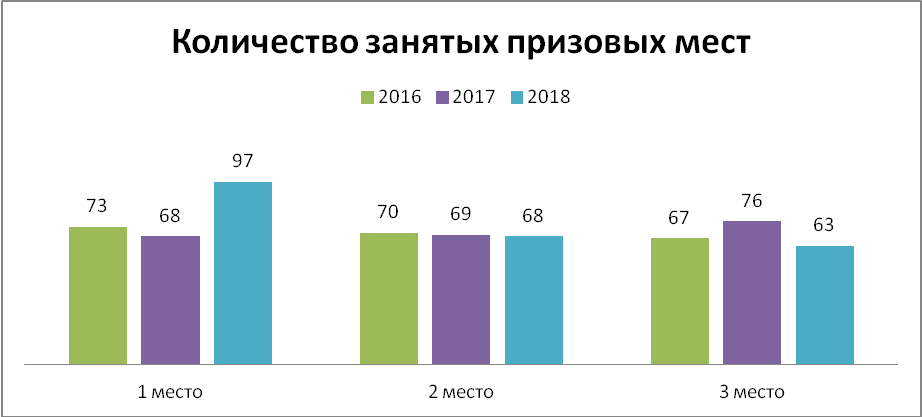 Количество занятых призовых мест
2016 2017 2018
73 68 97 70 69 68 67 76 63
1 место 2 место 3 место